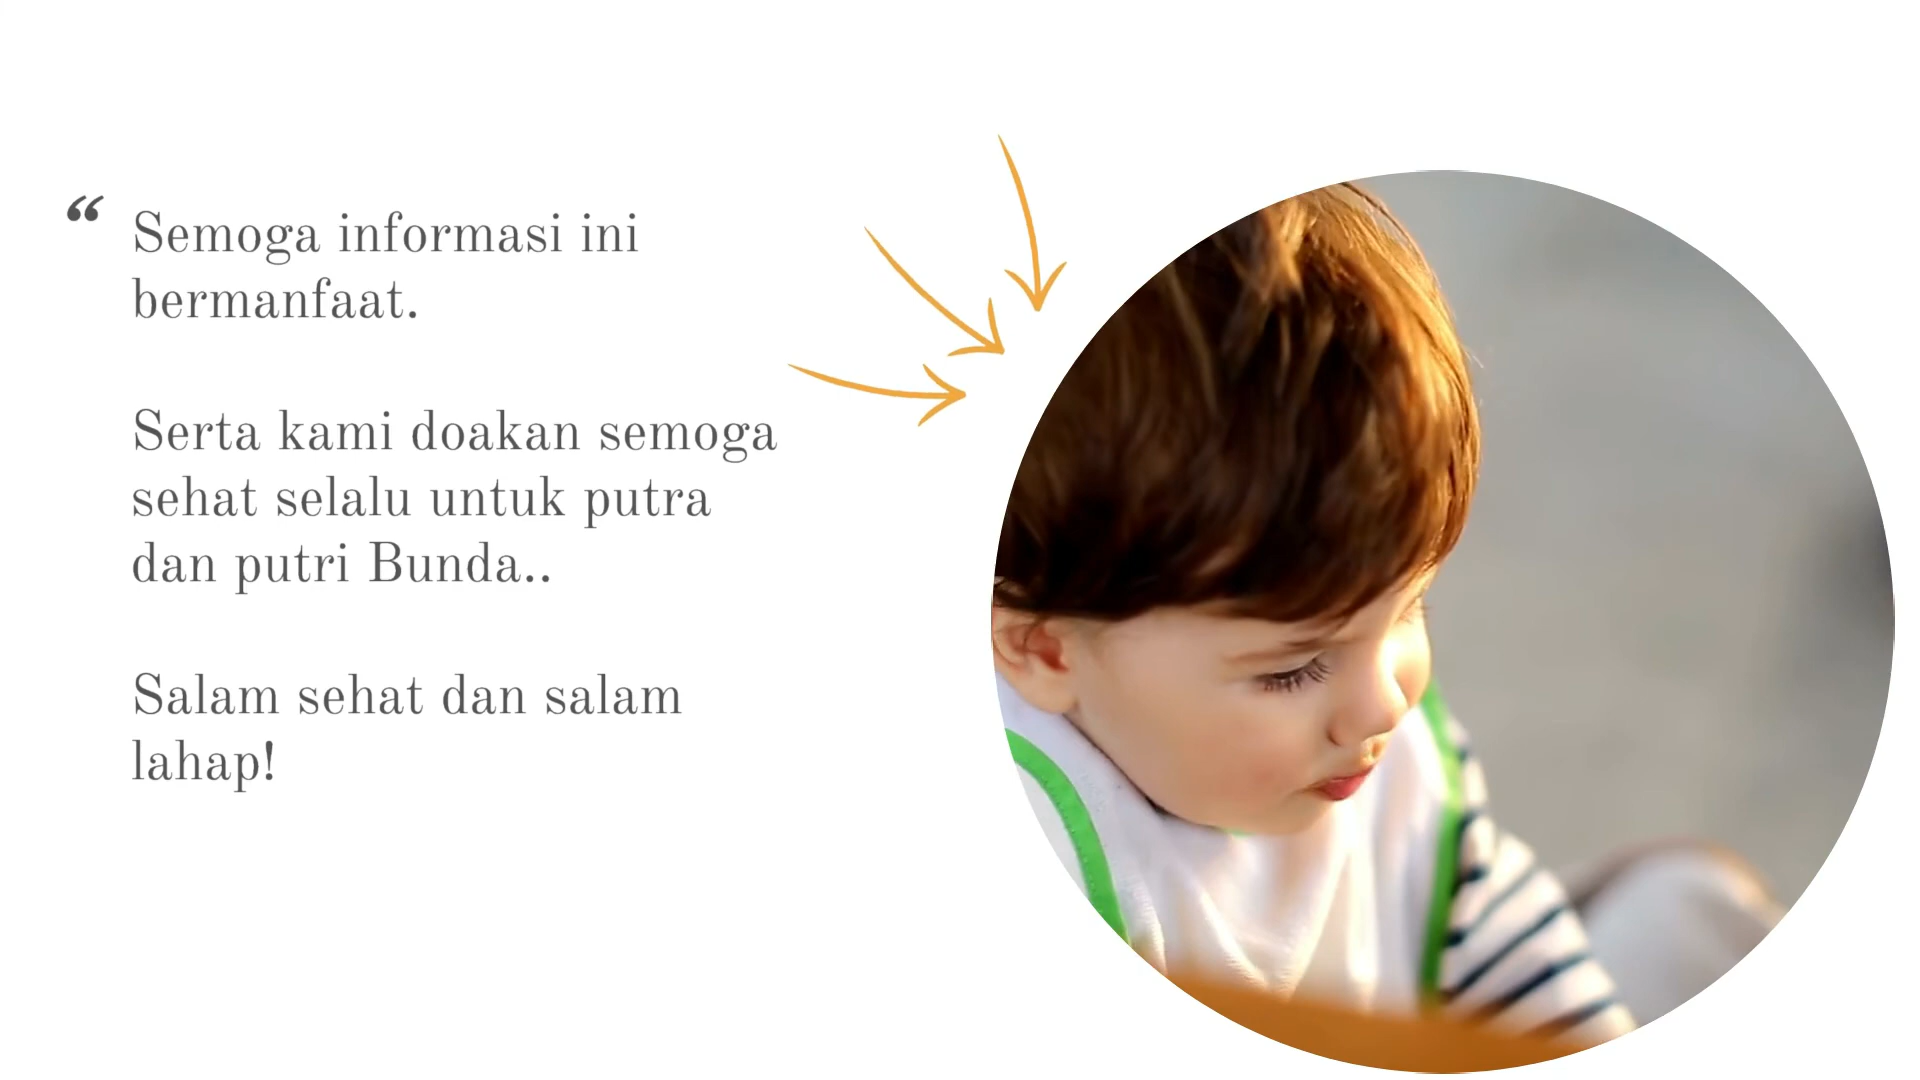 “ Semoga informasi ini
bermanfaat.
Serta kami doakan semoga
sehat selalu untuk putra
dan putri Bunda..
Salam sehat dan salam
lahap!